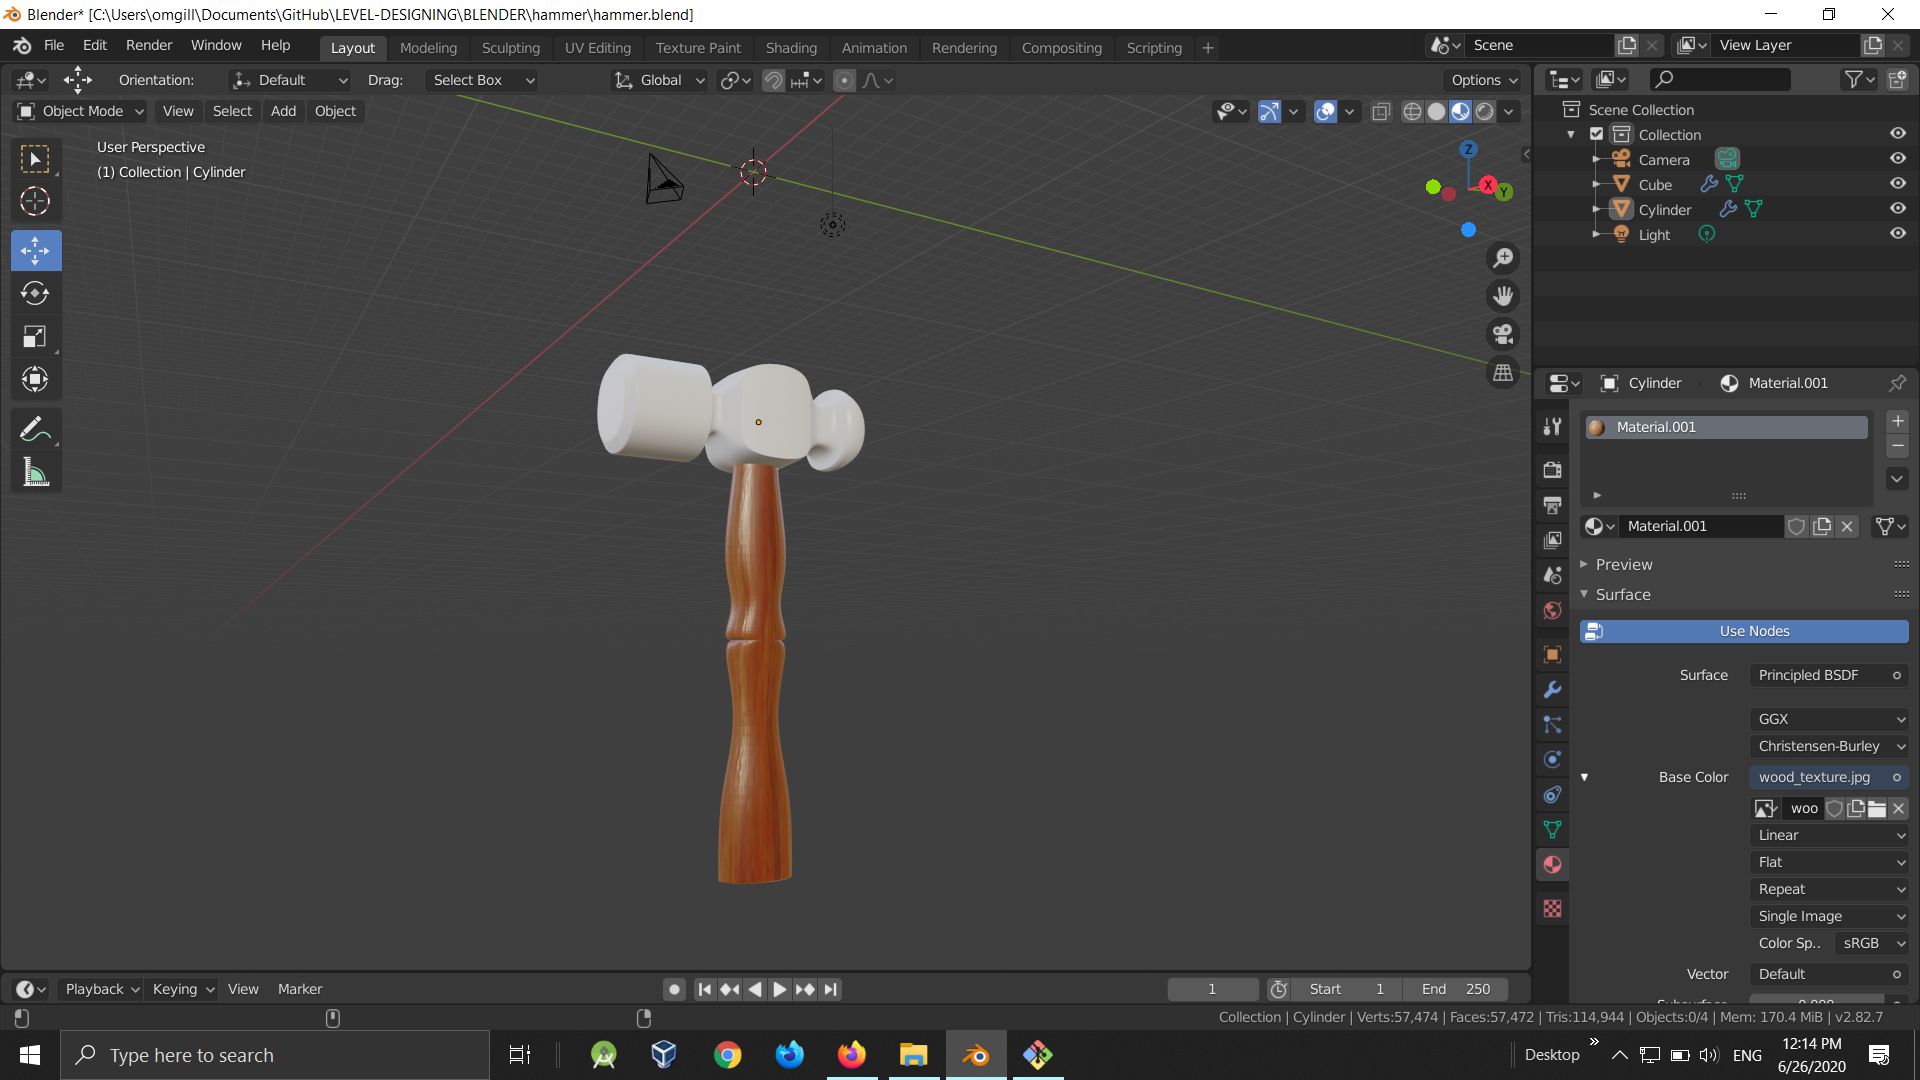 Blender* [C:\Users\omgill\Documents\GitHub\LEVEL-DESIGNING\BLENDER\hammer\hammer.blend]
File Edit Render Window Help Layout Modeling Sculpting UV Editing Texture Paint Shading Animation Rendering Compositing Scripting + Scene View Layer
Orientation: Default Drag: Select Box Global Options
Object Mode View Select Add Object
User Perspective
(1) Collection | Cylinder
Z
X
Y
Scene Collection
Collection
Camera
Cube
Cylinder
Light
Cylinder Material.001
Material.001
Material.001
Preview
Surface
Use Nodes
Surface Principled BSDF
GGX
Christensen-Burley
Base Color wood_texture.jpg
woo
Linear
Flat
Repeat
Single Image
Color Sp.. sRGB
Vector Default
Subsurface 0.000
Playback Keying View Marker 1 Start 1 End 250
Collection | Cylinder | Verts:57,474 | Faces:57,472 | Tris:114,944 | Objects:0/4 | Mem: 170.4 MiB | v2.82.7
Type here to search
Desktop
ENG
12:14 PM
6/26/2020